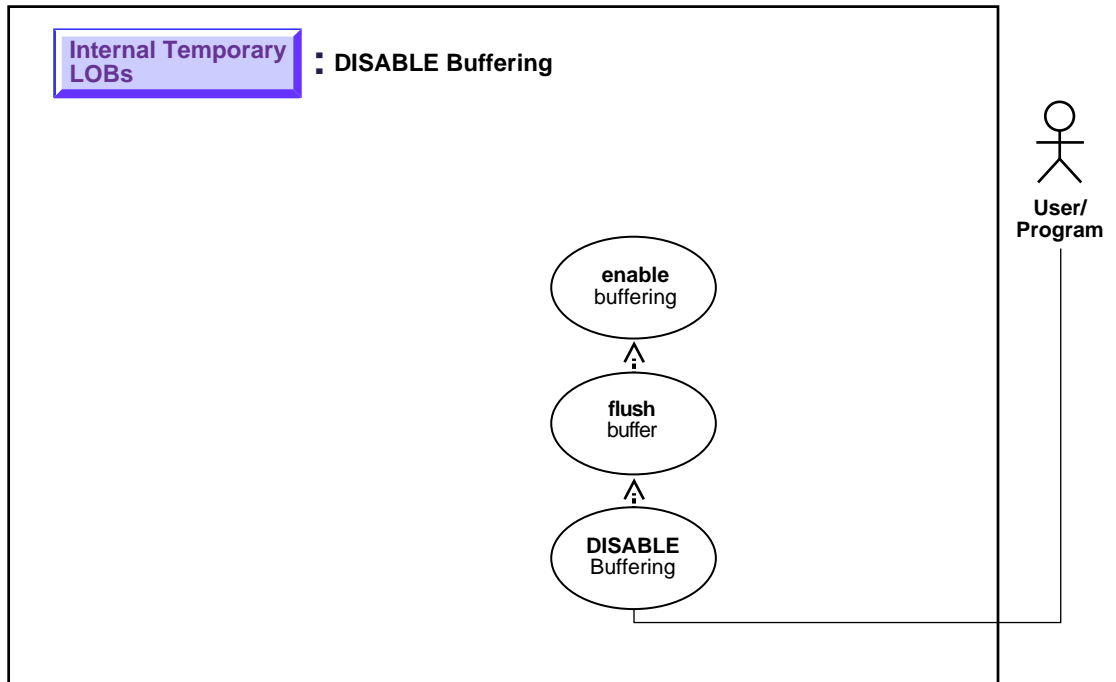 Internal Temporary
LOBs
: DISABLE Buffering
User/
Program
enable
buffering
flush
buffer
DISABLE
Buffering